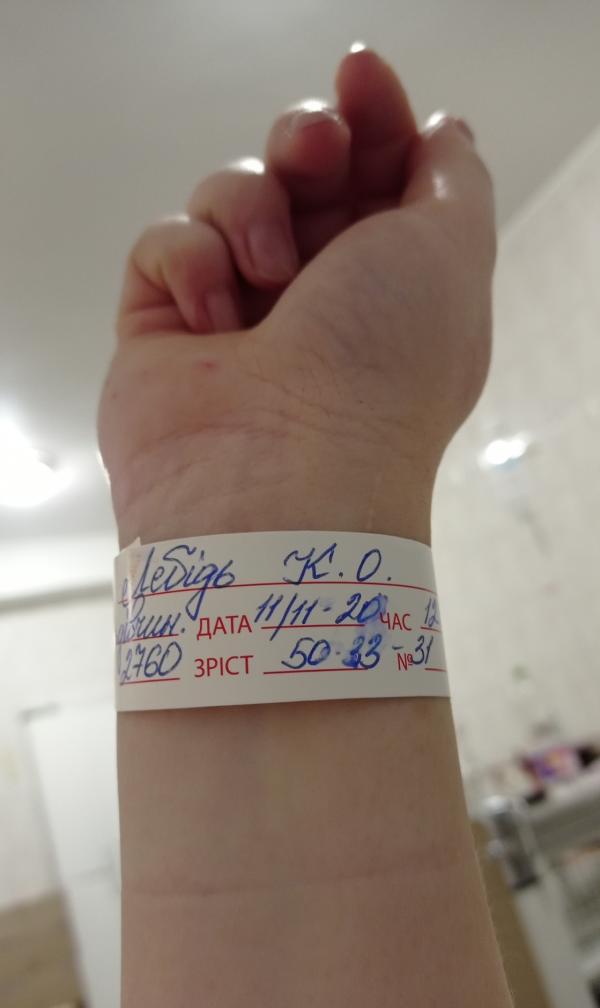 Лебідь К. О.
ДАТА 11/11-20 ЧАС 12
2760 ЗРІСТ 50-33- №31